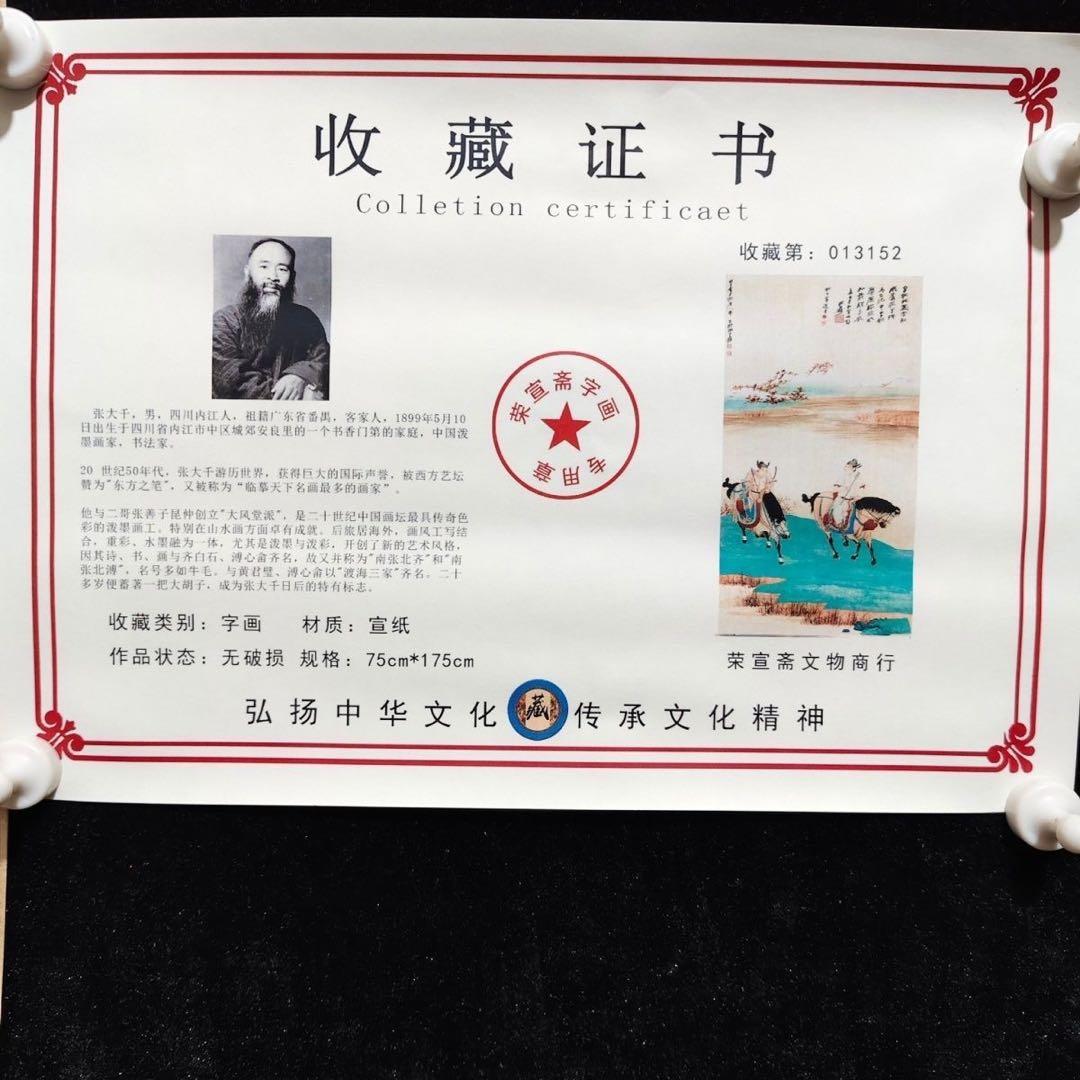 收藏证书
Colletion certificaet
收藏第：013152
张大千，男，四川内江人，祖籍广东省番禺，客家人，1899年5月10
日出生于四川省内江市中区城郊安良里的一个书香门第的家庭，中国泼
墨画家，书法家。
20 世纪50年代，张大千游历世界，获得巨大的国际声誉，被西方艺坛
赞为"东方之笔"，又被称为“临摹天下名画最多的画家”。
他与二哥张善子昆仲创立"大风堂派"，是二十世纪中国画坛最具传奇色
彩的泼墨画工。特别在山水画方面卓有成就。后旅居海外，画风工写结
合，重彩、水墨融为一体，尤其是泼墨与泼彩，开创了新的艺术风格，
因其诗、书、画与齐白石、溥心畲齐名，故又并称为"南张北齐"和"南
张北溥"，名号多如牛毛。与黄君璧、溥心畲以"渡海三家"齐名。二十
多岁便蓄著一把大胡子，成为张大千日后的特有标志。
荣宣斋字画
专用章
收藏类别：字画 材质：宣纸
作品状态：无破损 规格：75cm*175cm
荣宣斋文物商行
弘扬中华文化 藏 传承文化精神